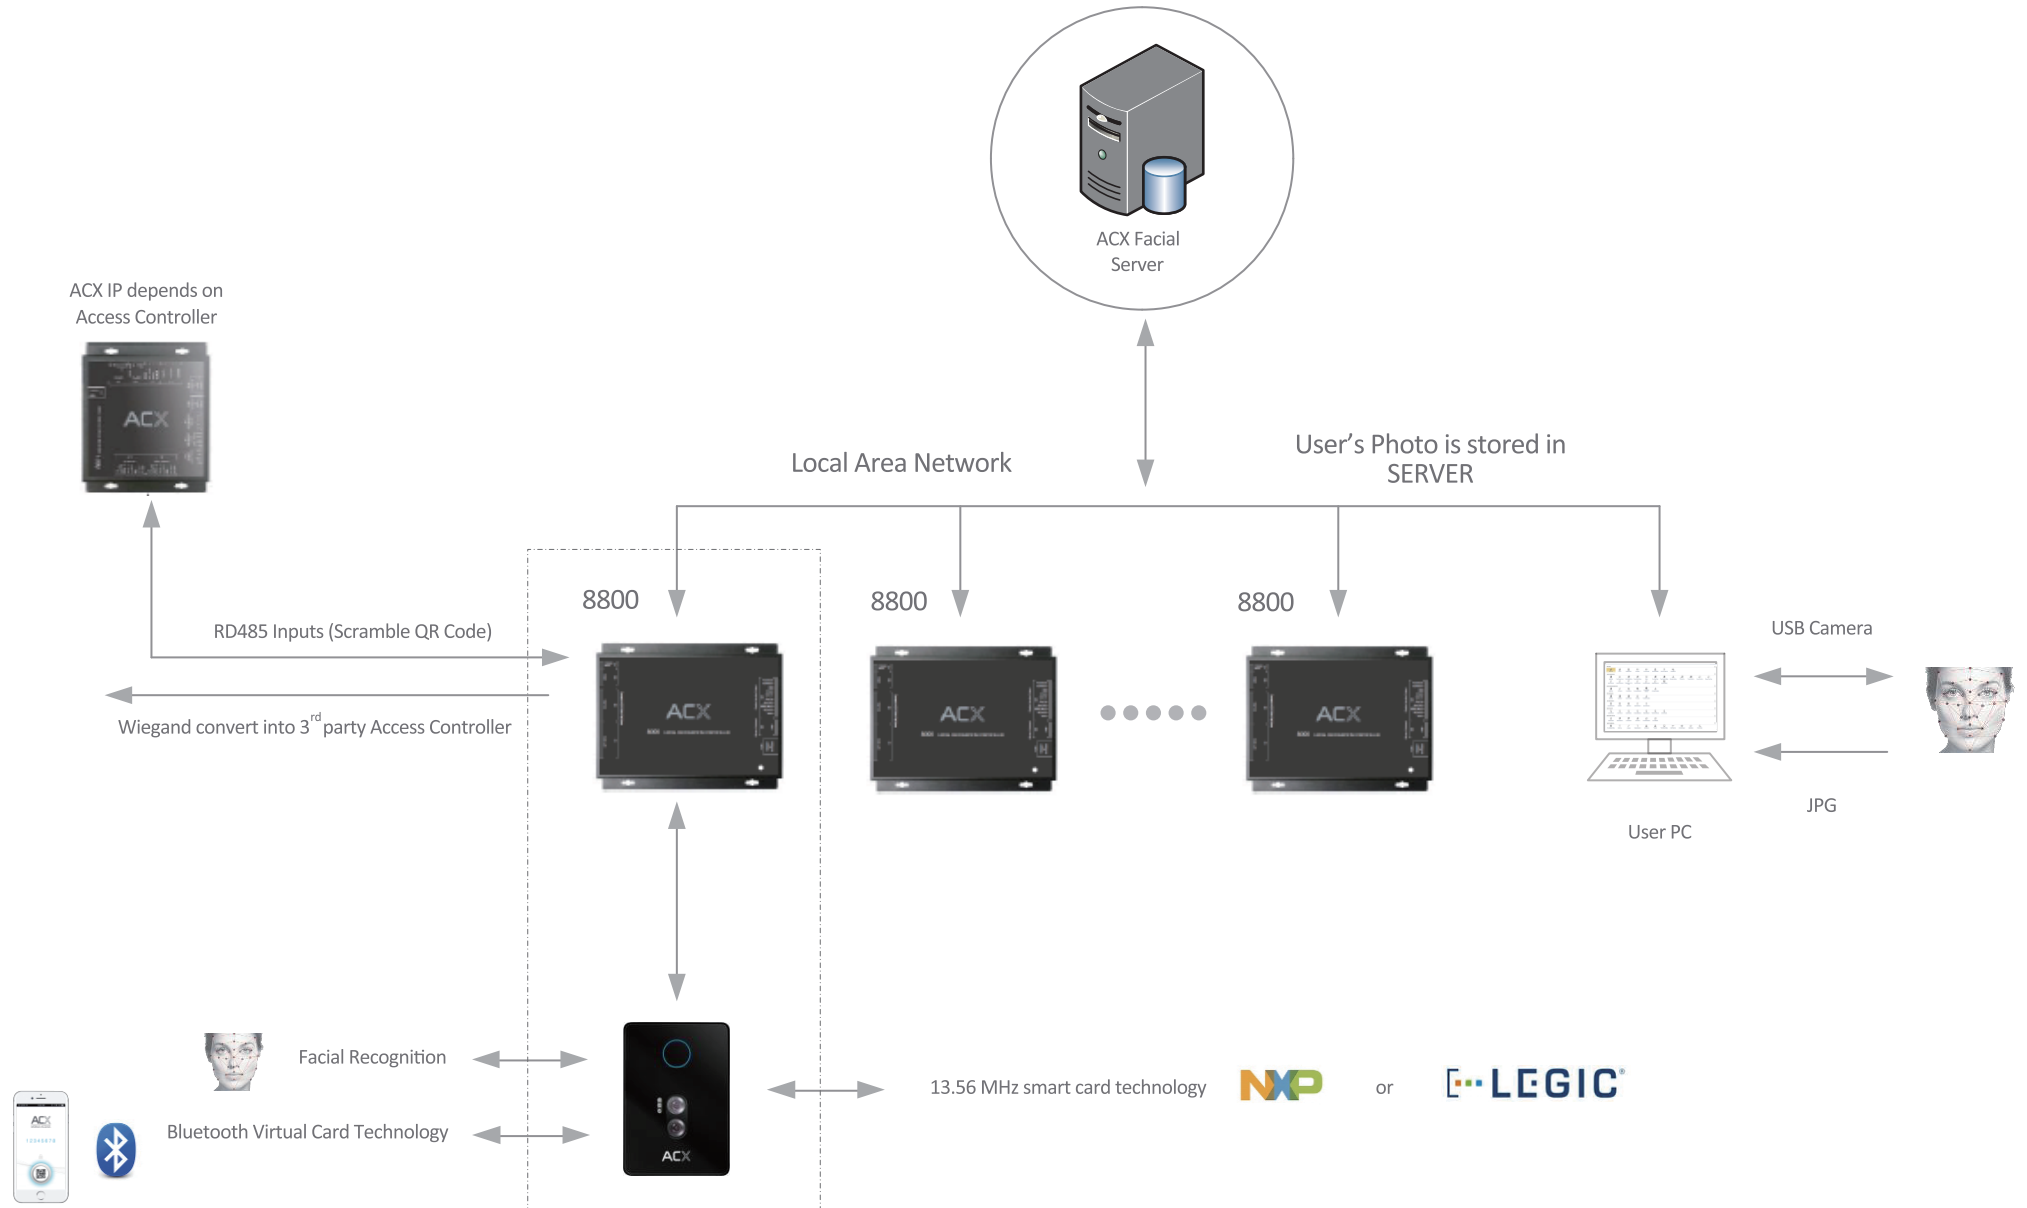 ACX Facial
Server
ACX IP depends on
Access Controller
ACX
Local Area Network
User's Photo is stored in
SERVER
8800
8800
8800
RD485 Inputs (Scramble QR Code)
Wiegand convert into 3rd party Access Controller
ACX
ACX
ACX
USB Camera
JPG
User PC
Facial Recognition
Bluetooth Virtual Card Technology
ACX
12345678
ACX
13.56 MHz smart card technology
NXP
or
LEGIC®